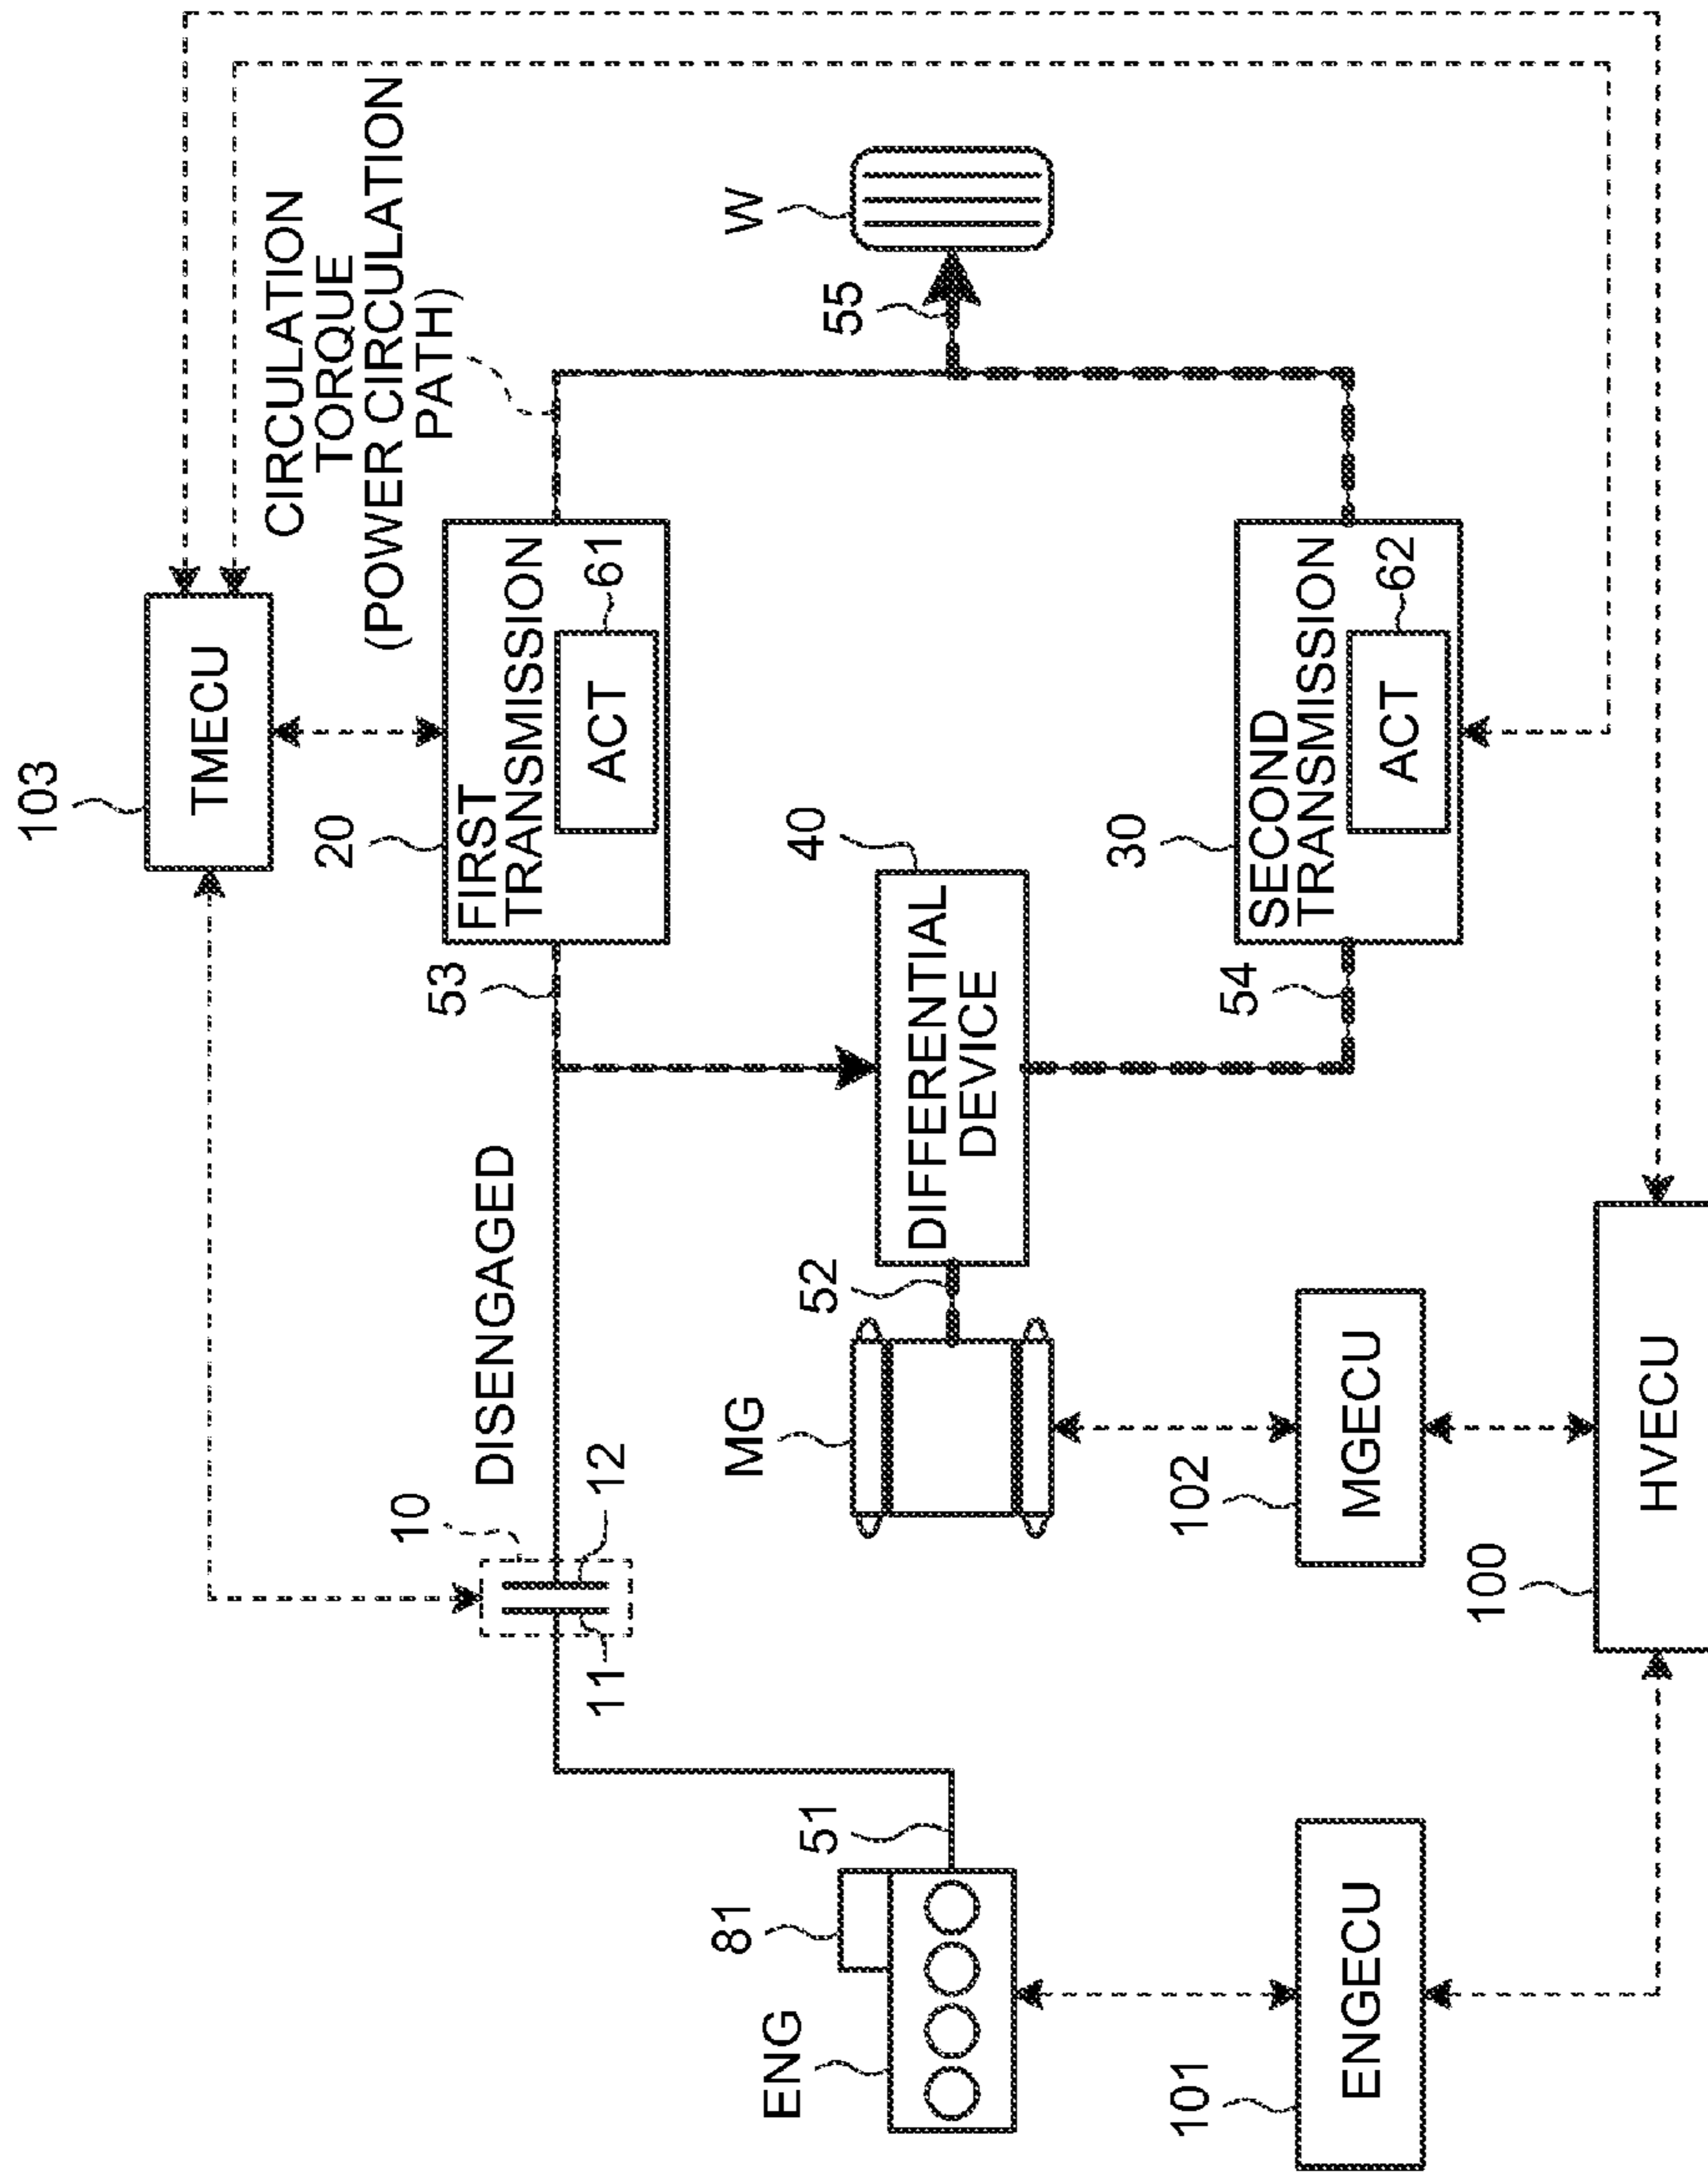 103
TMECU
CIRCULATION
TORQUE
(POWER CIRCULATION
PATH)
20
FIRST
TRANSMISSION
ACT
61
53
DISENGAGED
10
11
12
W
55
40
DIFFERENTIAL
DEVICE
52
MG
51
81
ENG
30
SECOND
TRANSMISSION
ACT
62
54
102
MGECU
101
ENGECU
100
HVECU